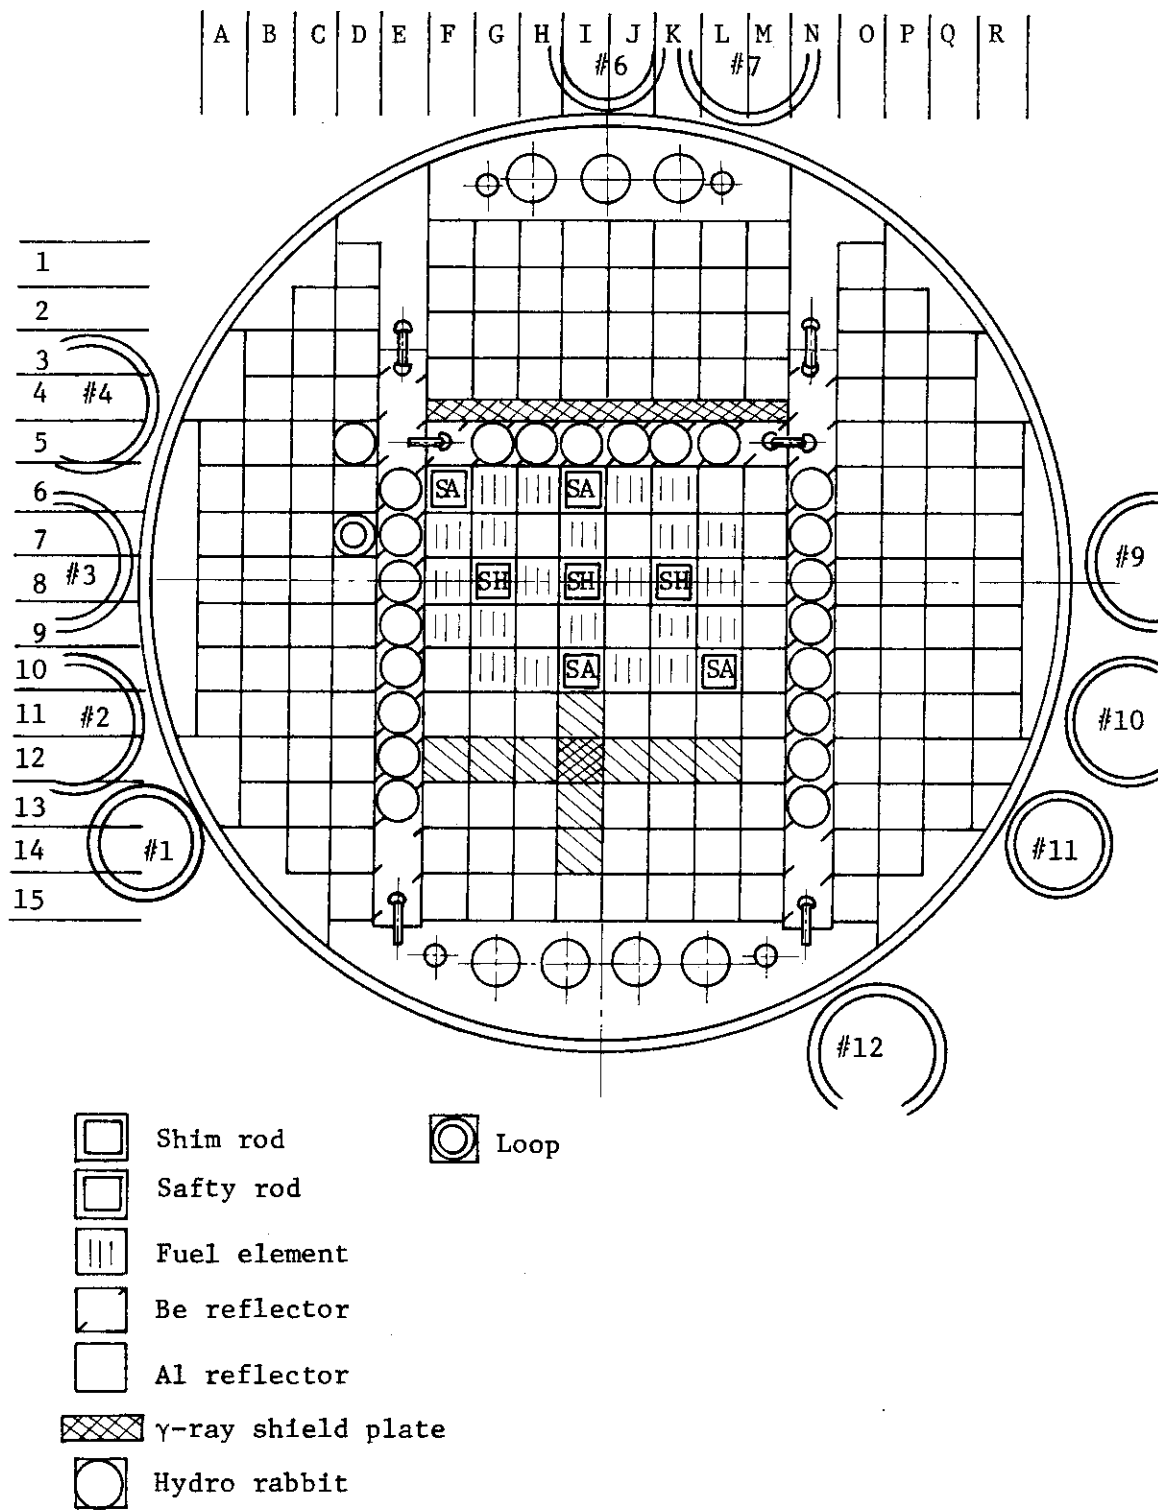 A B C D E F G H I J K L M N O P Q R
#6 #7
1
2
3
4 #4
5
6 SA SA
7
#3 #9
8 SH SH SH
9
10 SA SA
11 #2 #10
12
13
14 #1 #11
15
#12
Shim rod Loop
Safty rod
Fuel element
Be reflector
Al reflector
γ-ray shield plate
Hydro rabbit